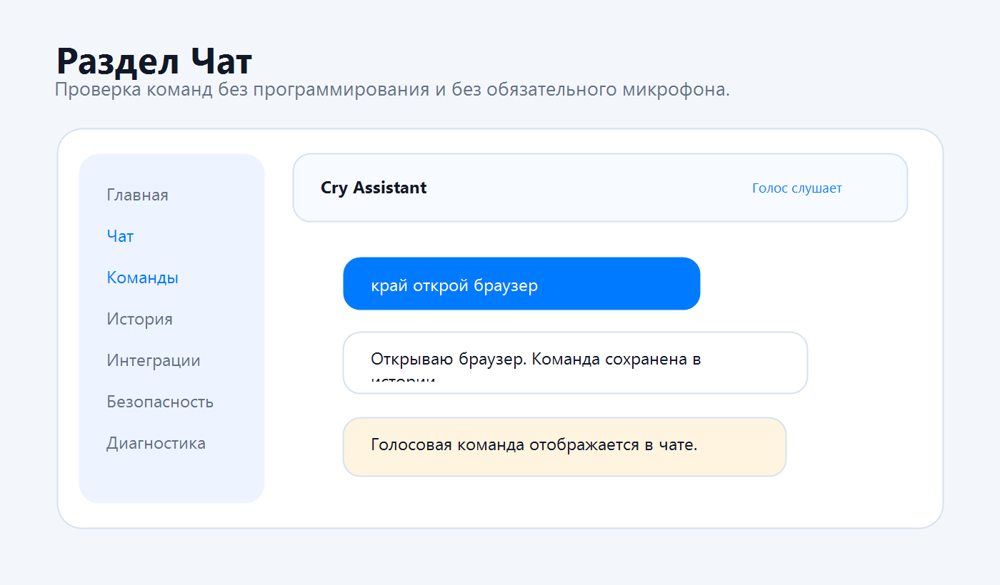 Раздел Чат
Проверка команд без программирования и без обязательного микрофона.
Главная
Чат
Команды
История
Интеграции
Безопасность
Диагностика
Cry Assistant
Голос слушает
край открой браузер
Открываю браузер. Команда сохранена в
истории.
Голосовая команда отображается в чате.